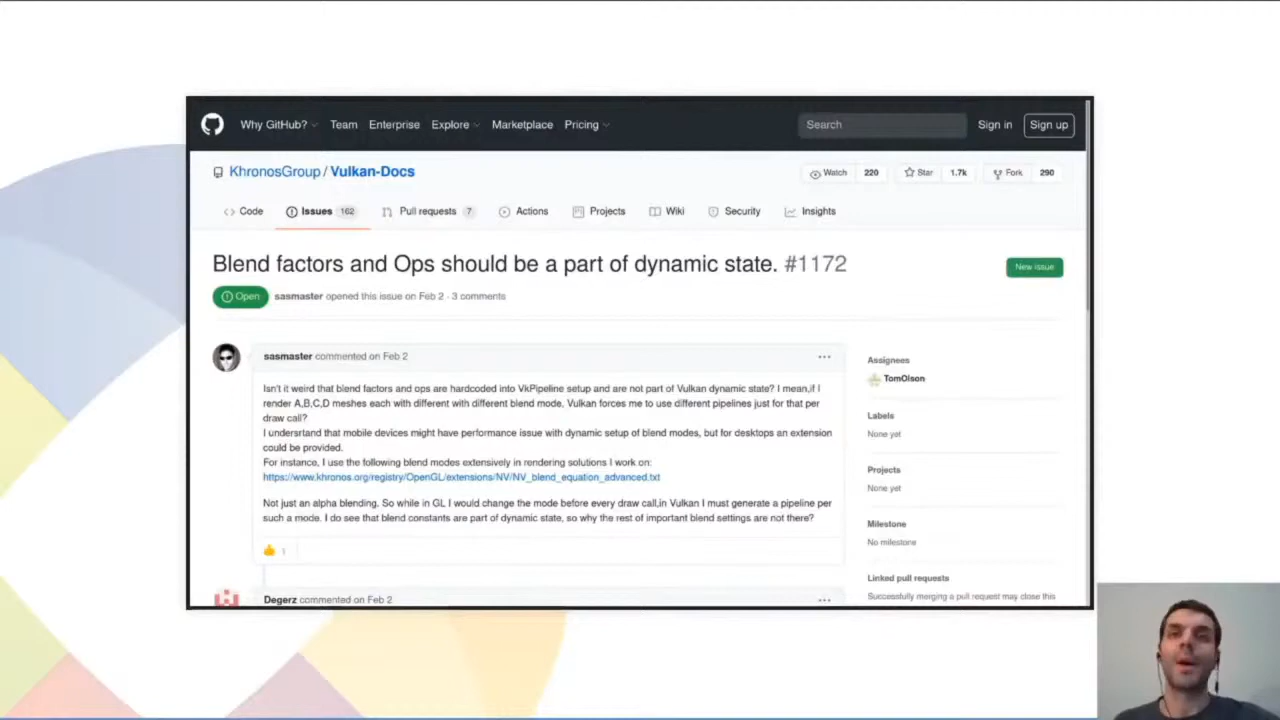 Why GitHub? Team Enterprise Explore Marketplace Pricing Search Sign in Sign up
KhronosGroup / Vulkan-Docs Watch 220 Star 1.7k Fork 290
Code Issues 162 Pull requests 7 Actions Projects Wiki Security Insights
Blend factors and Ops should be a part of dynamic state. #1172
New issue
Open sasmaster opened this issue on Feb 2 · 3 comments
sasmaster commented on Feb 2
Isn't it weird that blend factors and ops are hardcoded into VkPipeline setup and are not part of Vulkan dynamic state? I mean,if I
render A,B,C,D meshes each with different with different blend mode, Vulkan forces me to use different pipelines just for that per
draw call?
I undersrtand that mobile devices might have performance issue with dynamic setup of blend modes, but for desktops an extension
could be provided.
For instance, I use the following blend modes extensively in rendering solutions I work on:
https://www.khronos.org/registry/OpenGL/extensions/NV/NV_blend_equation_advanced.txt
Not just an alpha blending. So while in GL I would change the mode before every draw call,in Vulkan I must generate a pipeline per
such a mode. I do see that blend constants are part of dynamic state, so why the rest of important blend settings are not there?
1
Degerz commented on Feb 2
Assignees
TomOlson
Labels
None yet
Projects
None yet
Milestone
No milestone
Linked pull requests
Successfully merging a pull request may close this